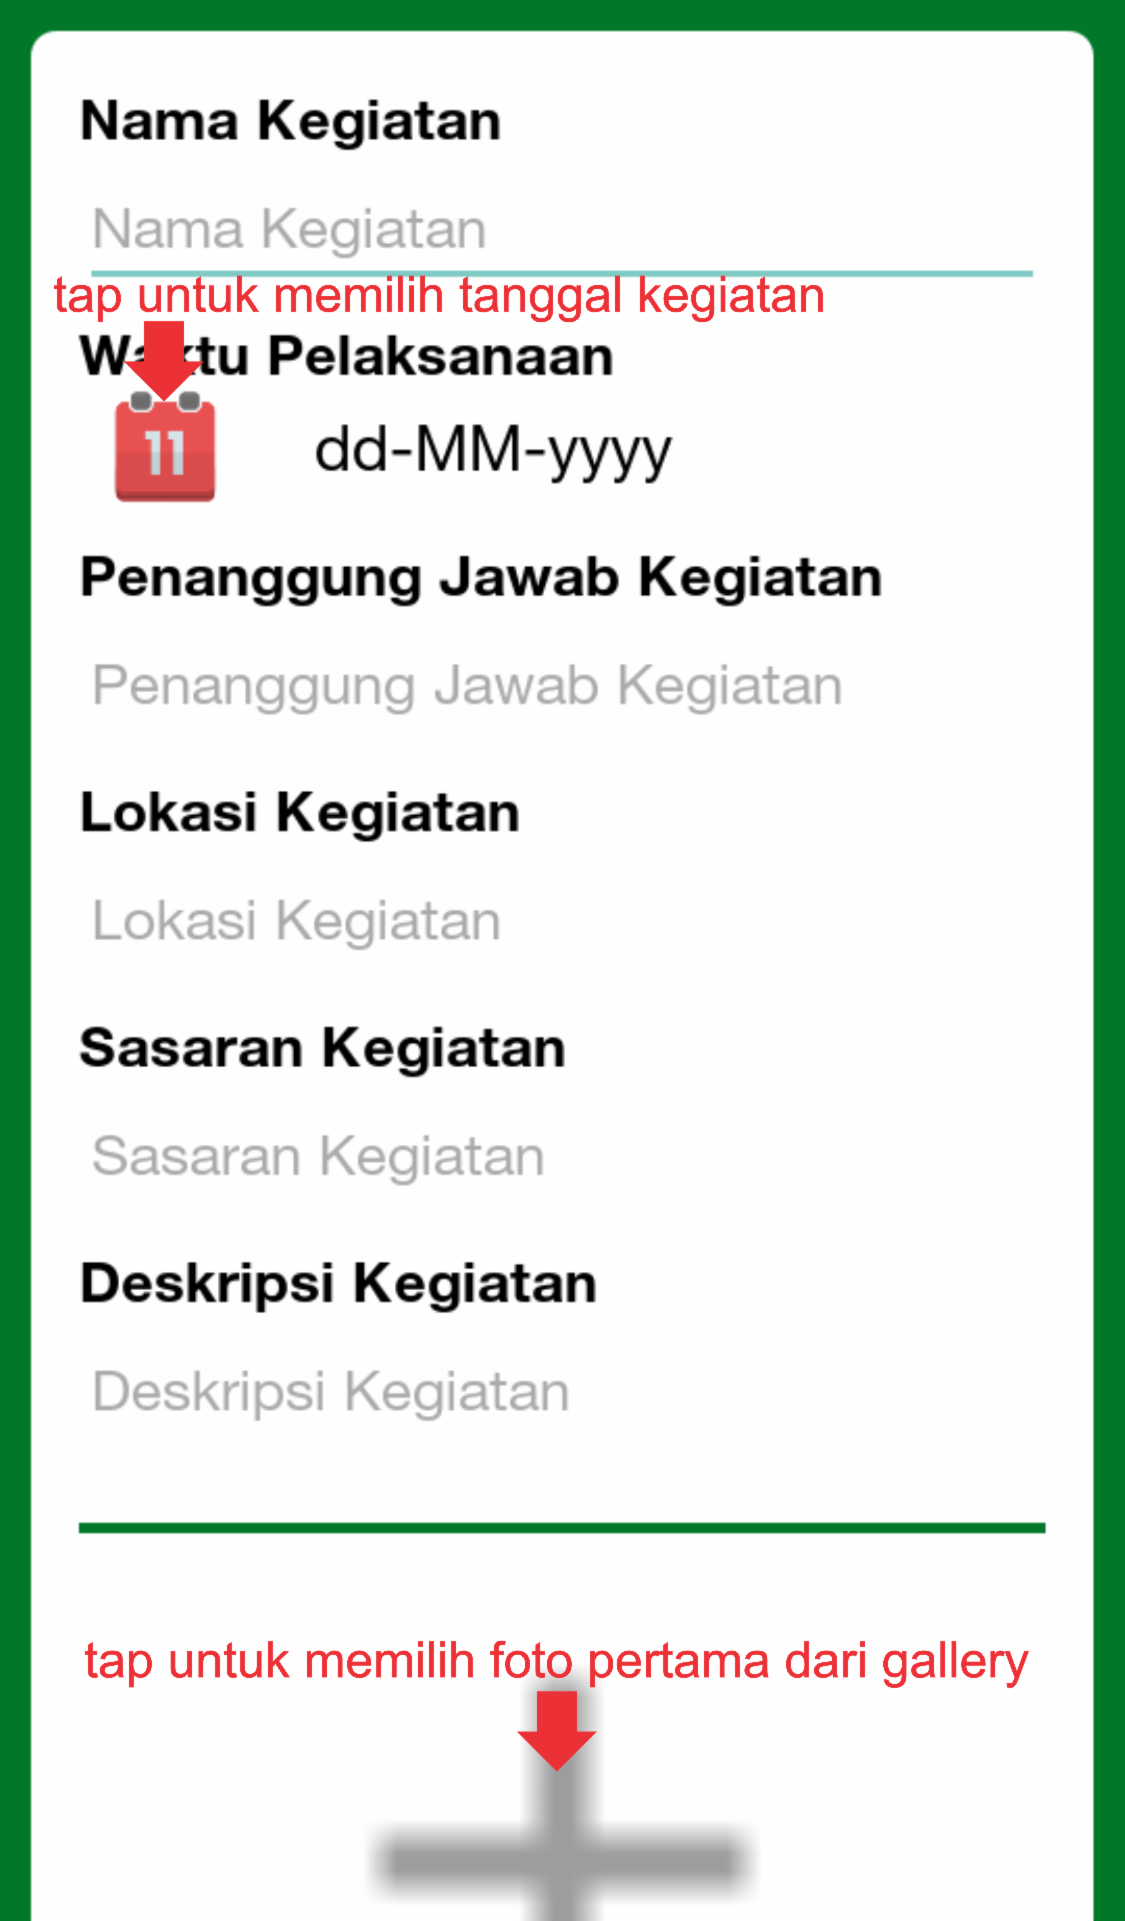 Nama Kegiatan
Nama Kegiatan
tap untuk memilih tanggal kegiatan
Waktu Pelaksanaan
11
dd-MM-yyyy
Penanggung Jawab Kegiatan
Penanggung Jawab Kegiatan
Lokasi Kegiatan
Lokasi Kegiatan
Sasaran Kegiatan
Sasaran Kegiatan
Deskripsi Kegiatan
Deskripsi Kegiatan
tap untuk memilih foto pertama dari gallery